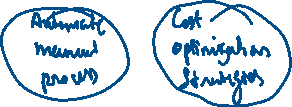 Automate
manual
process
Cost
optimization
strategies